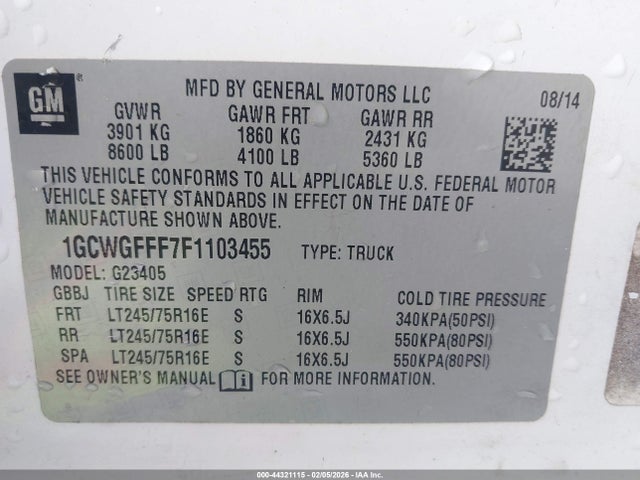 GM
MFD BY GENERAL MOTORS LLC
08/14
GVWR GAWR FRT GAWR RR
3901 KG 1860 KG 2431 KG
8600 LB 4100 LB 5360 LB
THIS VEHICLE CONFORMS TO ALL APPLICABLE U.S. FEDERAL MOTOR
VEHICLE SAFETY STANDARDS IN EFFECT ON THE DATE OF
MANUFACTURE SHOWN ABOVE.
1GCWGFFF7F1103455 TYPE: TRUCK
MODEL: G23405
GBBJ TIRE SIZE SPEED RTG RIM COLD TIRE PRESSURE
FRT LT245/75R16E S 16X6.5J 340KPA(50PSI)
RR LT245/75R16E S 16X6.5J 550KPA(80PSI)
SPA LT245/75R16E S 16X6.5J 550KPA(80PSI)
SEE OWNER'S MANUAL FOR MORE INFORMATION.
000-44321115 - 02/05/2026 - IAA, Inc.